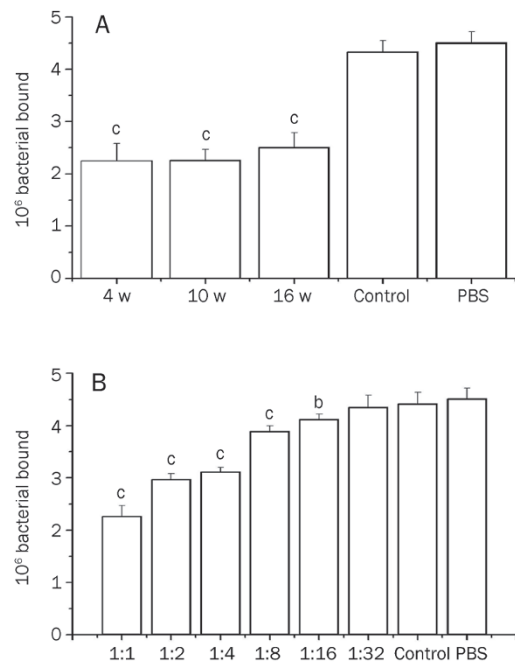 A
5
4
3
2
1
0
10⁶ bacterial bound
c c c
4 w 10 w 16 w Control PBS
B
5
4
3
2
1
0
10⁶ bacterial bound
c c c c b
1:1 1:2 1:4 1:8 1:16 1:32 Control PBS